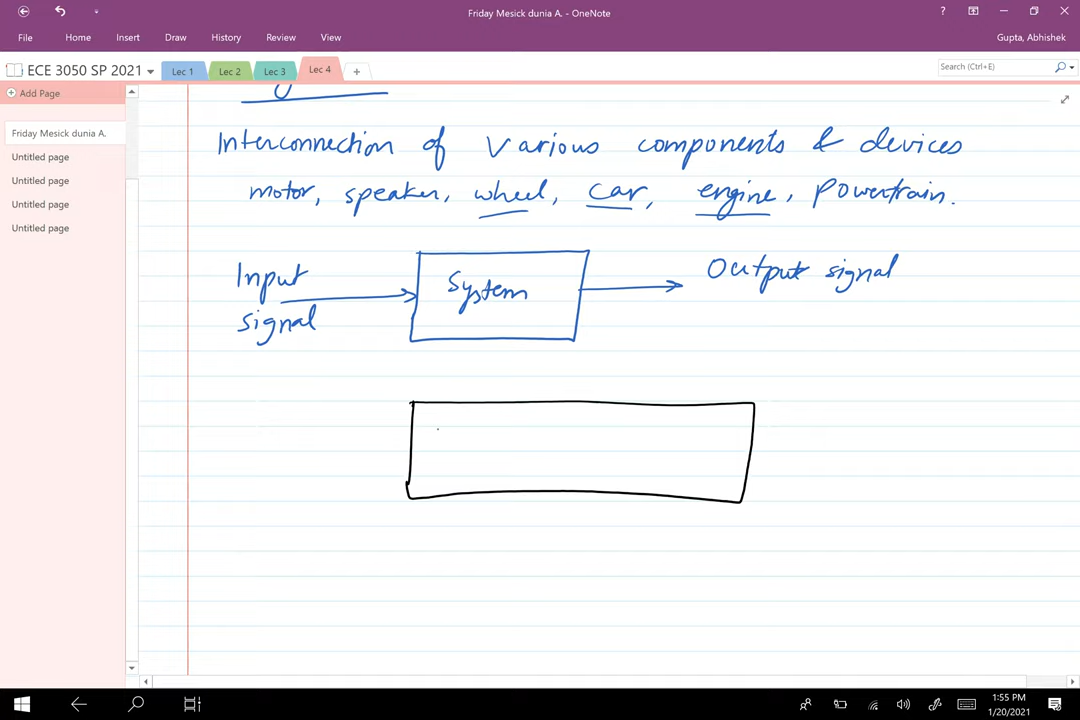 Friday Mesick dunia A. - OneNote
?
File Home Insert Draw History Review View
Gupta, Abhishek
ECE 3050 SP 2021
Lec 1 Lec 2 Lec 3 Lec 4 +
Search (Ctrl+E)
Add Page
Friday Mesick dunia A.
Untitled page
Untitled page
Untitled page
Untitled page
Interconnection of various components & devices
motor, speaker, wheel, car, engine, powertrain.
Input
signal
System
Output signal
1:55 PM
1/20/2021